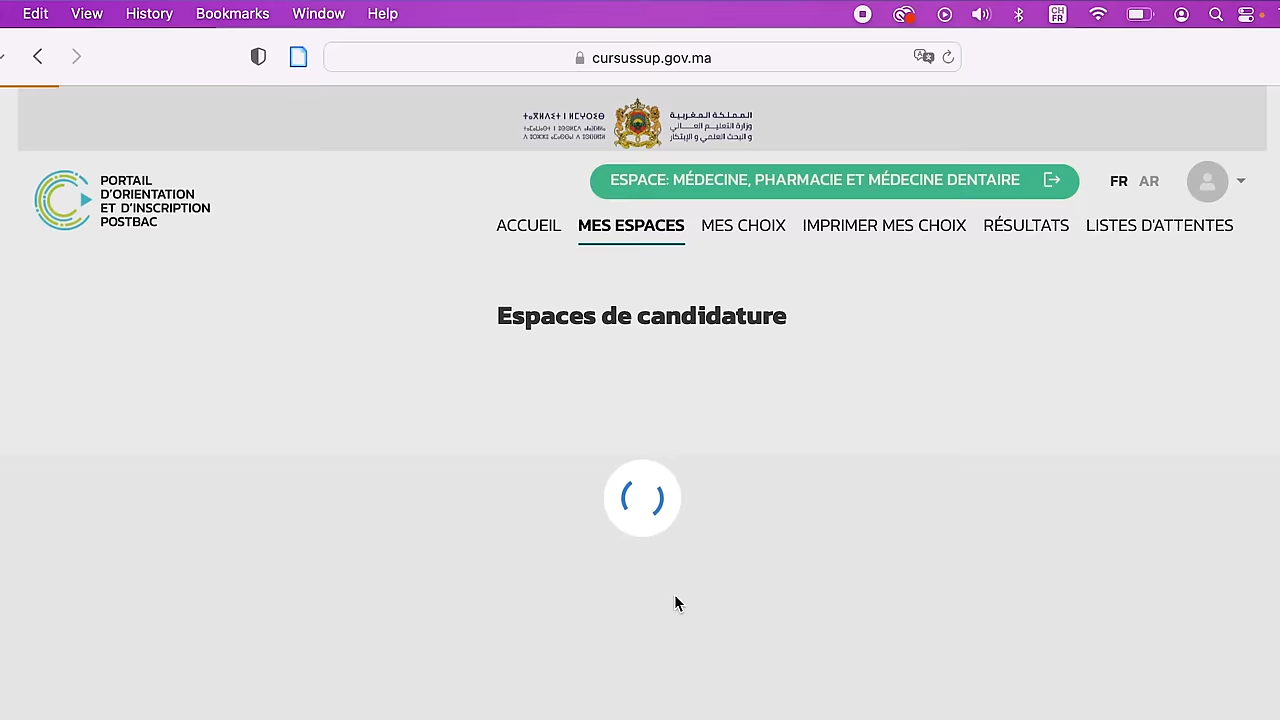 Edit View History Bookmarks Window Help
CH
FR
cursussup.gov.ma
المملكة المغربية
وزارة التعليم العالي
و البحث العلمي و الابتكار
PORTAIL
D'ORIENTATION
ET D'INSCRIPTION
POSTBAC
ESPACE: MÉDECINE, PHARMACIE ET MÉDECINE DENTAIRE
FR AR
ACCUEIL MES ESPACES MES CHOIX IMPRIMER MES CHOIX RÉSULTATS LISTES D'ATTENTES
Espaces de candidature